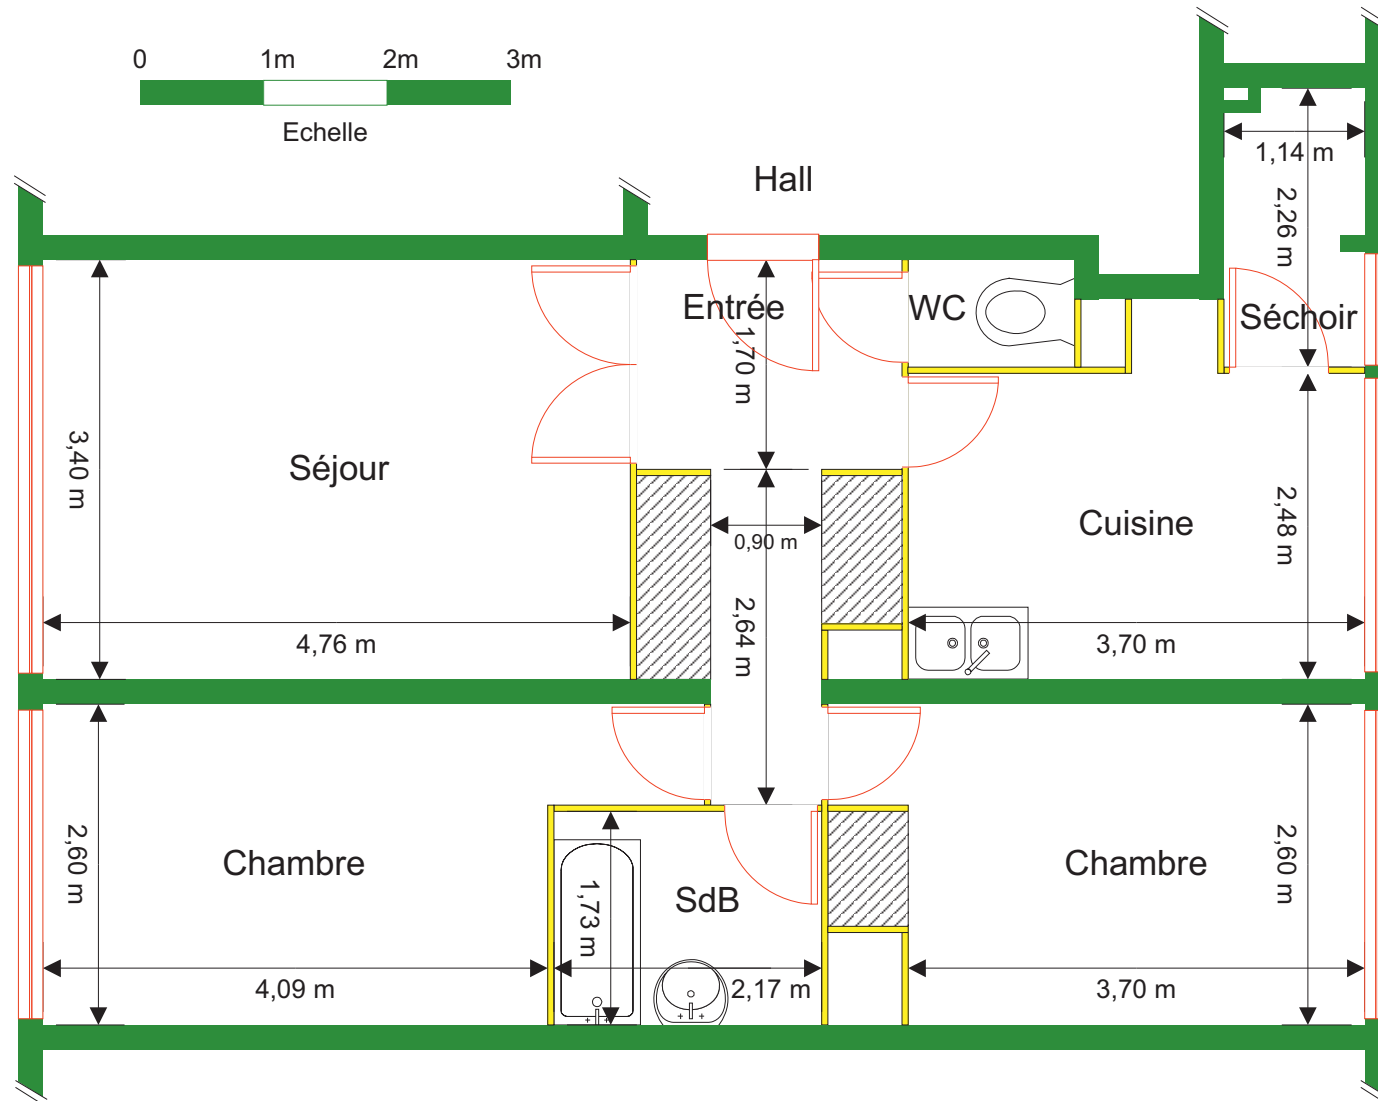 0 1m 2m 3m
Echelle
Hall
1,14 m
2,26 m
Entrée
WC
Séchoir
1,70 m
3,40 m
Séjour
2,48 m
Cuisine
0,90 m
4,76 m
2,64 m
3,70 m
2,60 m
Chambre
1,73 m
SdB
Chambre
2,60 m
4,09 m
2,17 m
3,70 m